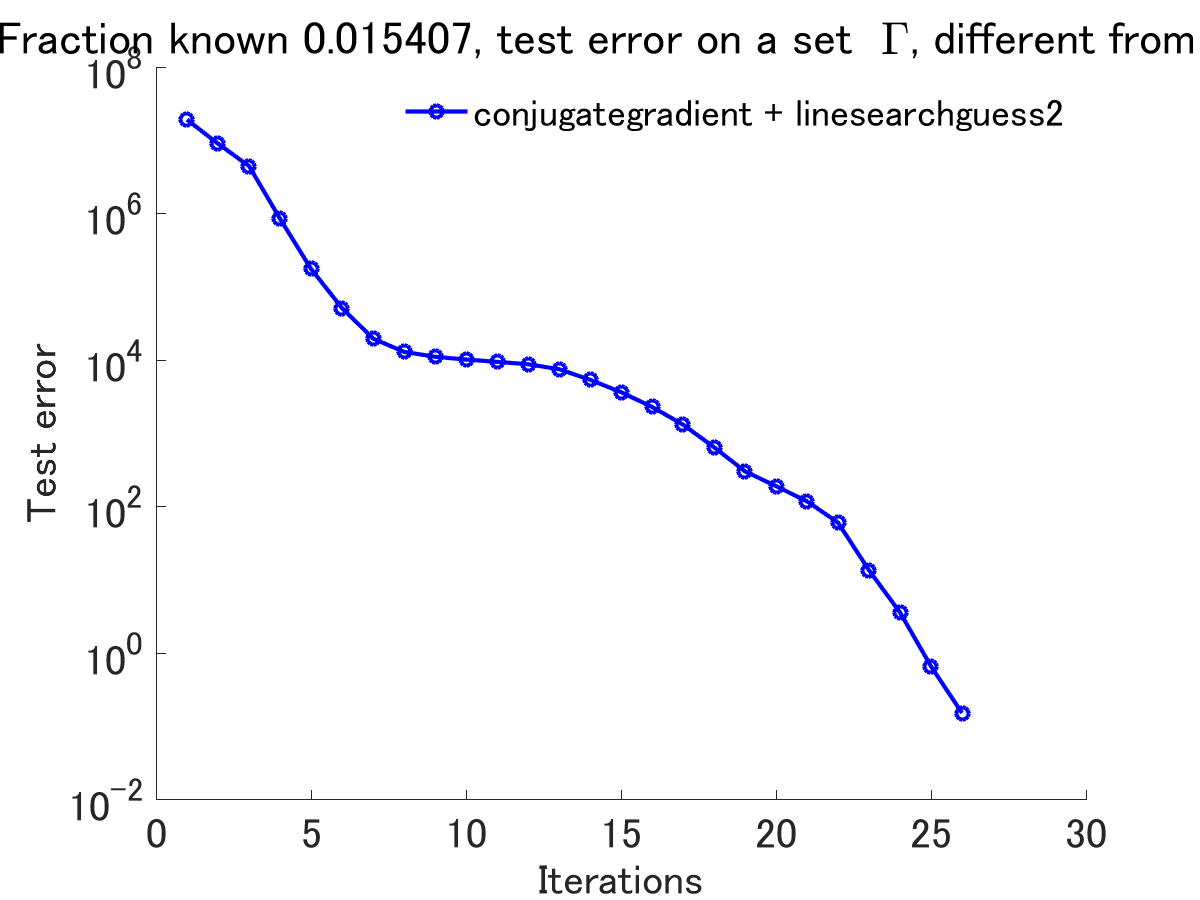 Fraction known 0.015407, test error on a set Γ, different from
conjugategradient + linesearchguess2
10^8
10^6
10^4
10^2
10^0
10^-2
Test error
0 5 10 15 20 25 30
Iterations